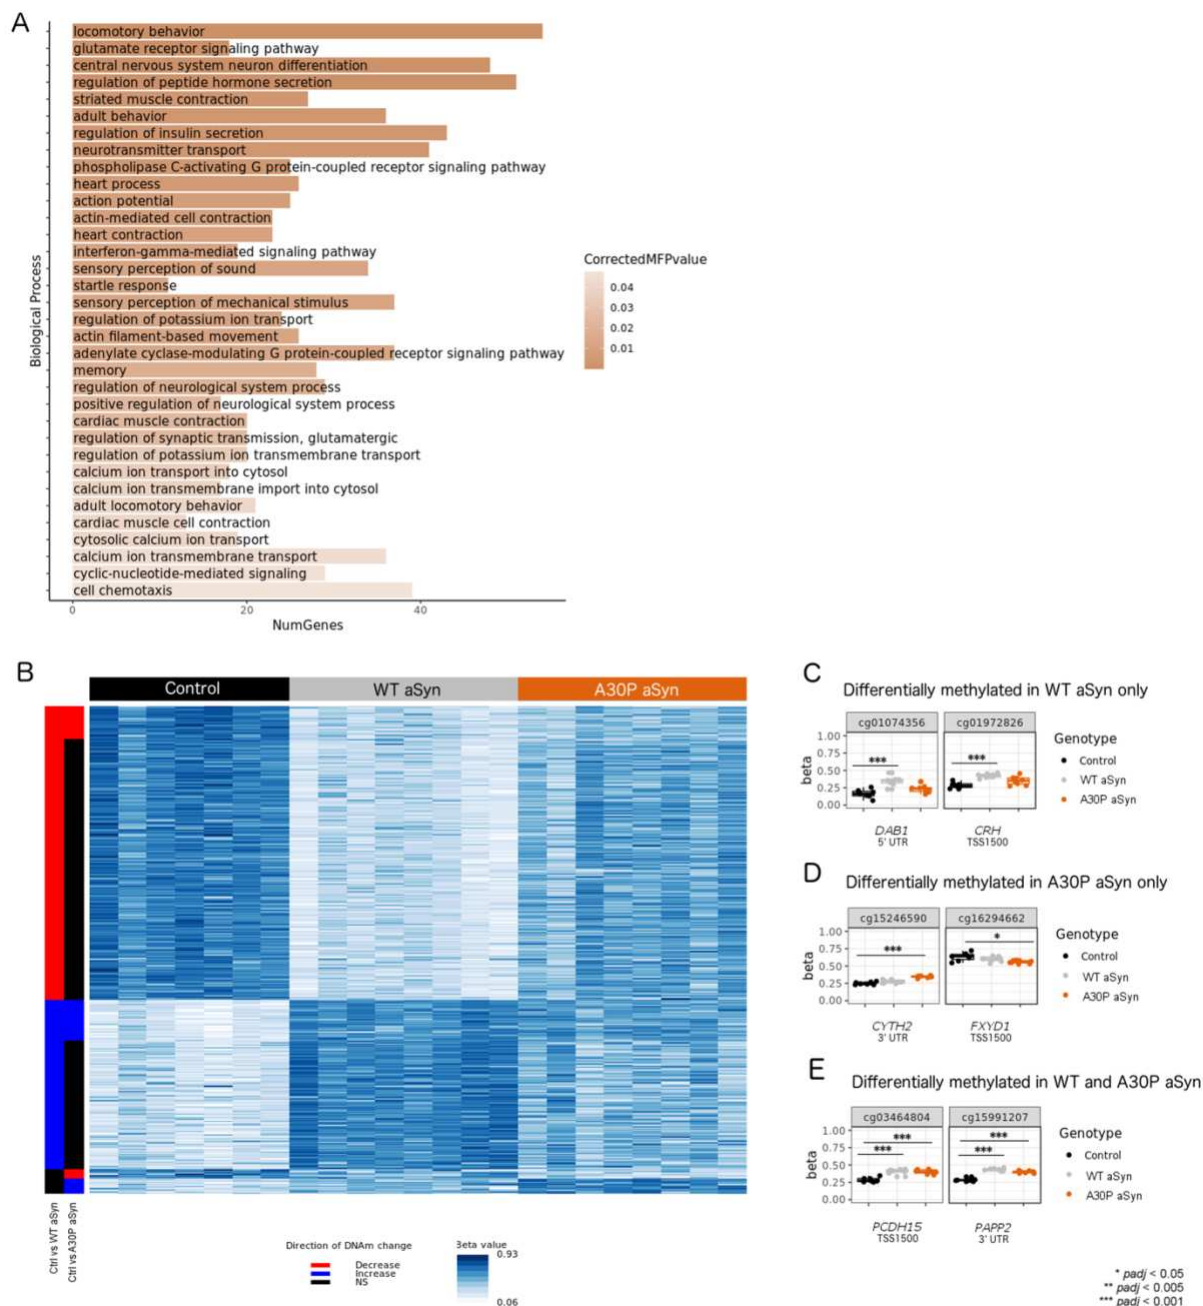 A
locomotory behavior
glutamate receptor signaling pathway
central nervous system neuron differentiation
regulation of peptide hormone secretion
striated muscle contraction
adult behavior
regulation of insulin secretion
neurotransmitter transport
phospholipase C-activating G protein-coupled receptor signaling pathway
heart process
action potential
actin-mediated cell contraction
heart contraction
interferon-gamma-mediated signaling pathway
sensory perception of sound
startle response
sensory perception of mechanical stimulus
regulation of potassium ion transport
actin filament-based movement
adenylate cyclase-modulating G protein-coupled receptor signaling pathway
memory
regulation of neurological system process
positive regulation of neurological system process
cardiac muscle contraction
regulation of synaptic transmission, glutamatergic
regulation of potassium ion transmembrane transport
calcium ion transport into cytosol
calcium ion transmembrane import into cytosol
adult locomotory behavior
cardiac muscle cell contraction
cytosolic calcium ion transport
calcium ion transmembrane transport
cyclic-nucleotide-mediated signaling
cell chemotaxis
Biological Process
0 20 40
NumGenes
CorrectedMFPvalue
0.04
0.03
0.02
0.01
B
Control WT aSyn A30P aSyn
Ctrl vs WT aSyn
Ctrl vs A30P aSyn
Direction of DNAm change
Decrease
Increase
NS
Beta value
0.93
0.06
C
Differentially methylated in WT aSyn only
cg01074356 cg01972826
1.00
0.75
0.50
0.25
0.00
beta
*** ***
DAB1 CRH
5' UTR TSS1500
Genotype
Control
WT aSyn
A30P aSyn
D
Differentially methylated in A30P aSyn only
cg15246590 cg16294662
1.00
0.75
0.50
0.25
0.00
beta
*** *
CYTH2 FXYD1
3' UTR TSS1500
Genotype
Control
WT aSyn
A30P aSyn
E
Differentially methylated in WT and A30P aSyn
cg03464804 cg15991207
1.00
0.75
0.50
0.25
0.00
beta
*** ***
*** ***
PCDH15 PAPP2
TSS1500 3' UTR
Genotype
Control
WT aSyn
A30P aSyn
* padj < 0.05
** padj < 0.005
*** padj < 0.001